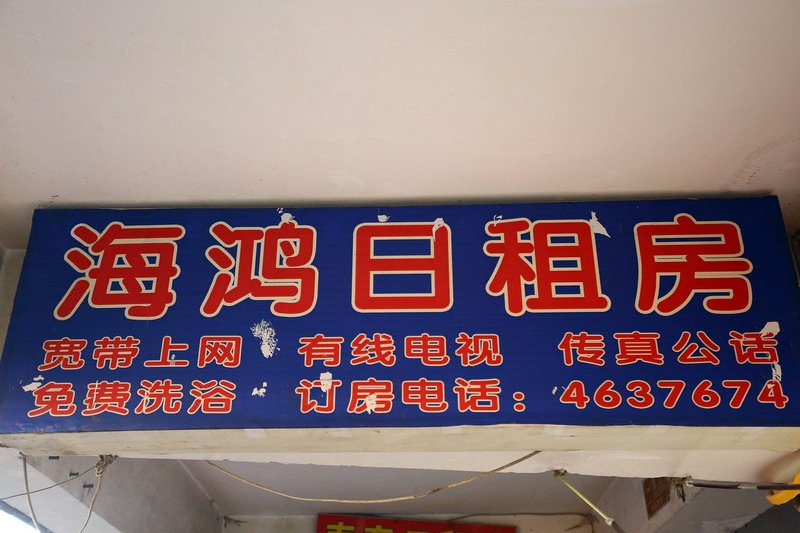 海鸿日租房
宽带上网 有线电视 传真公话
免费洗浴 订房电话：4637674